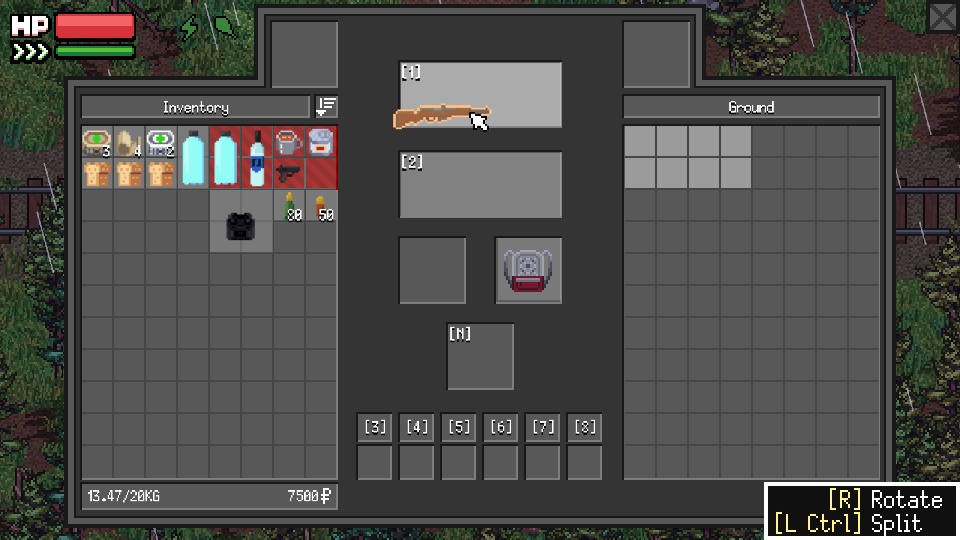 HP
[1]
Inventory
Ground
3
4
2
[2]
80
50
[N]
[3] [4] [5] [6] [7] [8]
13.47/20KG
7500₽
[R] Rotate
[L Ctrl] Split